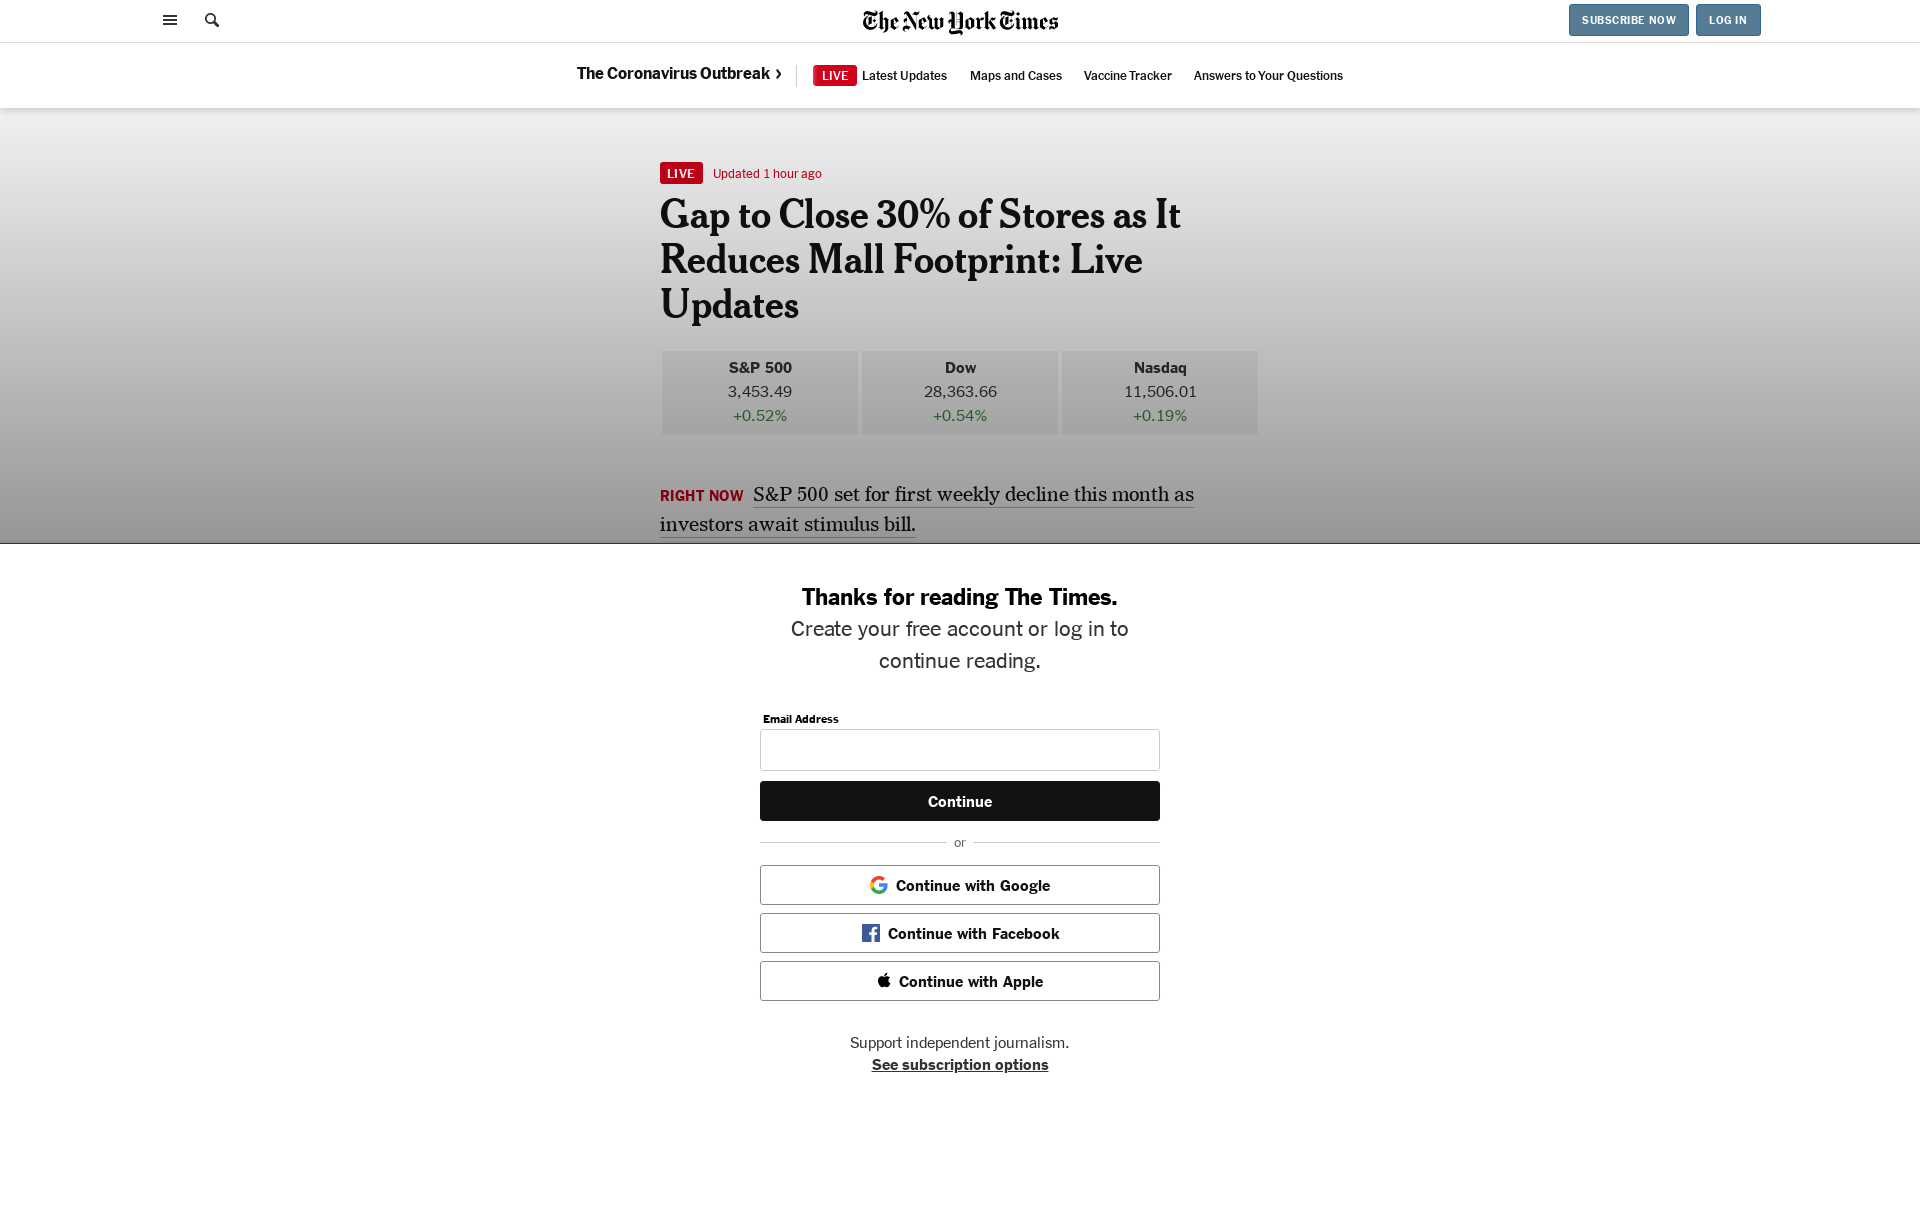 The New York Times
SUBSCRIBE NOW
LOG IN
The Coronavirus Outbreak
LIVE Latest Updates
Maps and Cases
Vaccine Tracker
Answers to Your Questions
LIVE Updated 1 hour ago
Gap to Close 30% of Stores as It
Reduces Mall Footprint: Live
Updates
S&P 500
3,453.49
+0.52%
Dow
28,363.66
+0.54%
Nasdaq
11,506.01
+0.19%
RIGHT NOW S&P 500 set for first weekly decline this month as
investors await stimulus bill.
Thanks for reading The Times.
Create your free account or log in to
continue reading.
Email Address
Continue
or
Continue with Google
Continue with Facebook
Continue with Apple
Support independent journalism.
See subscription options